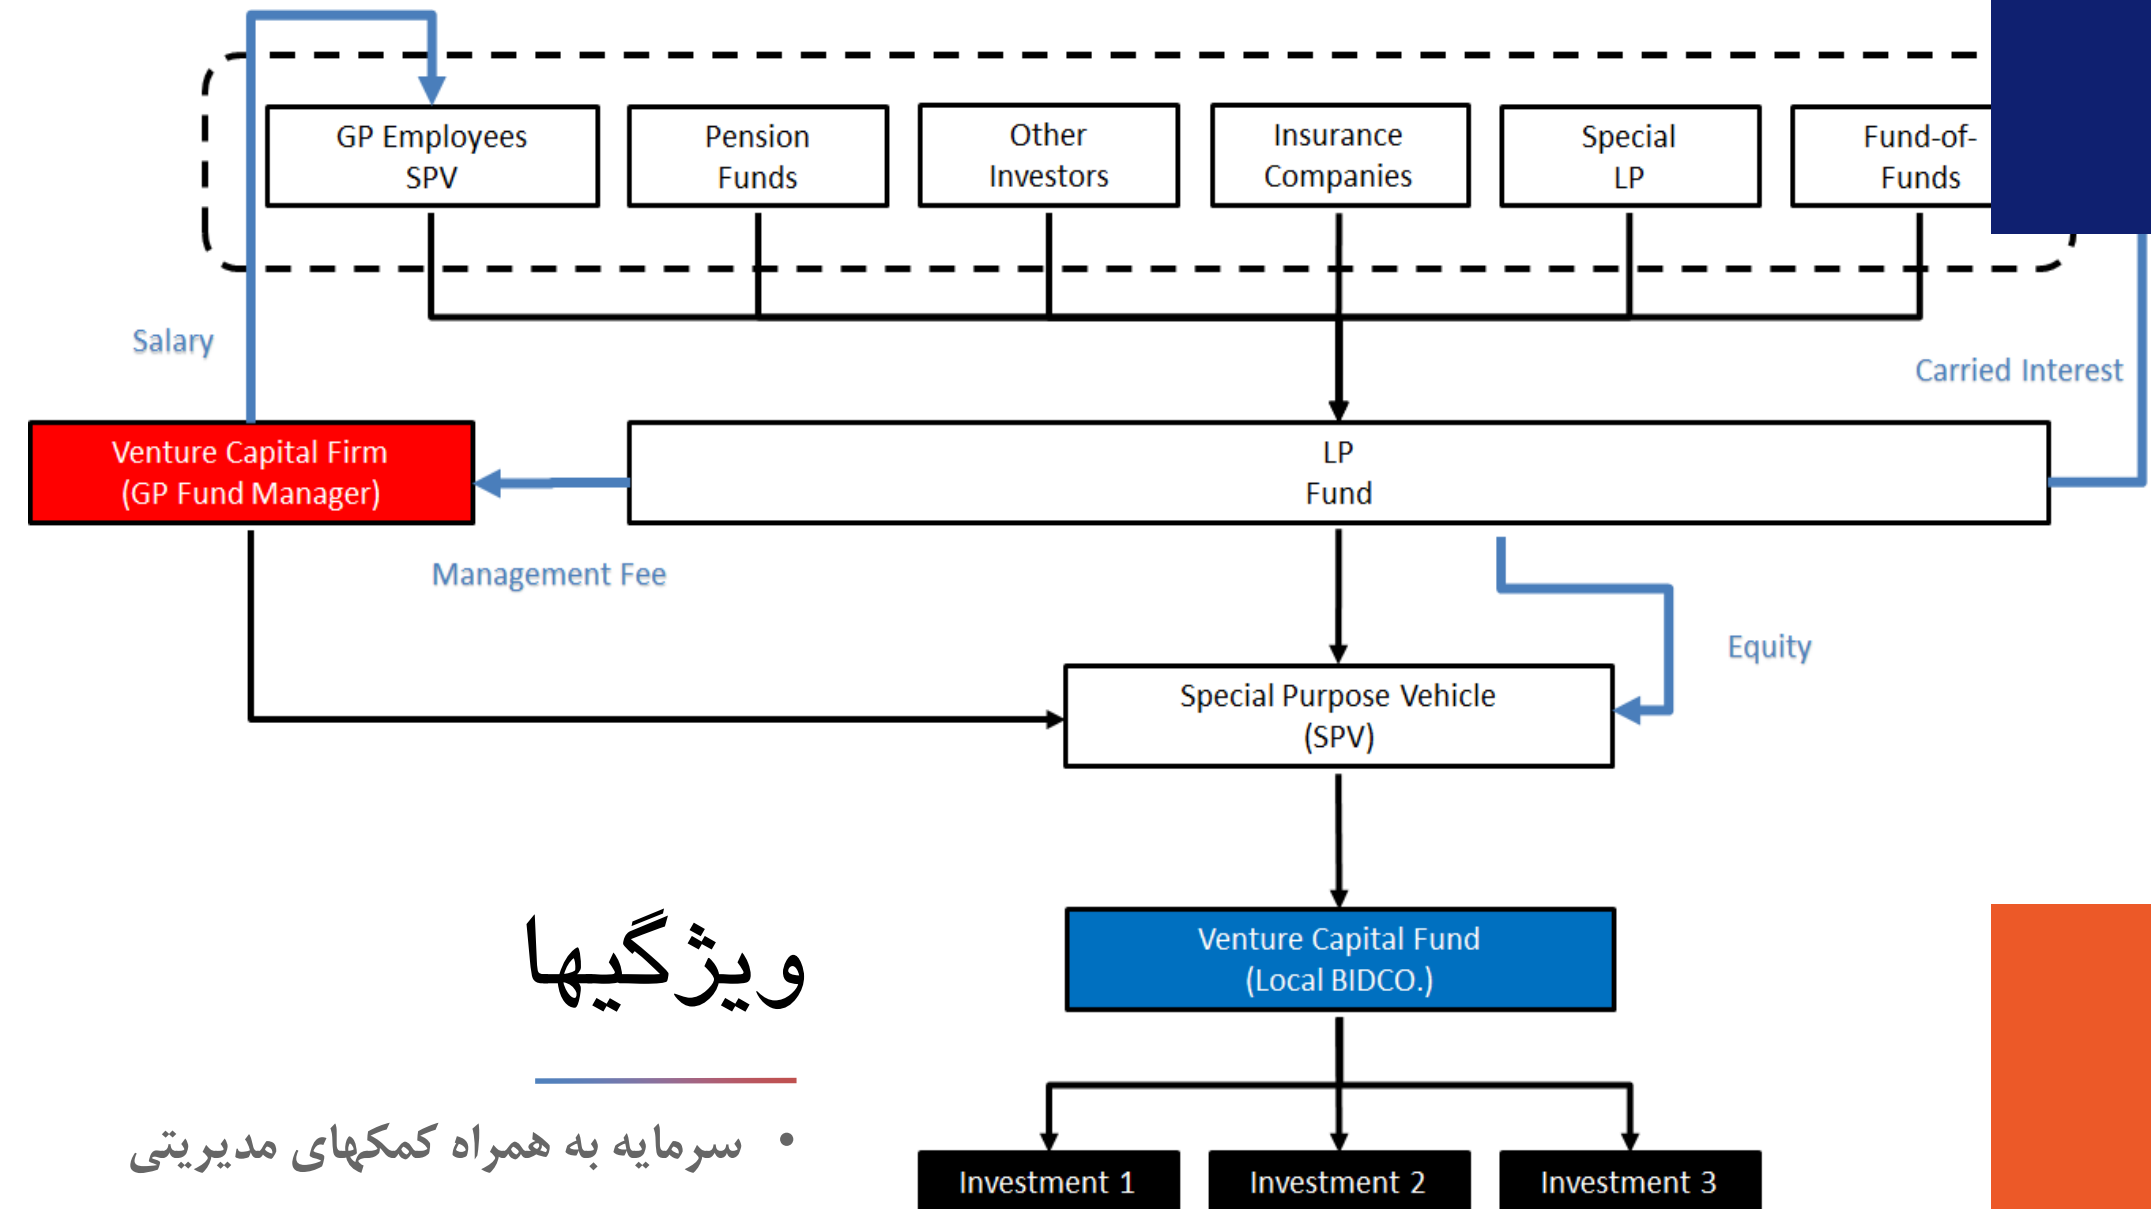 GP Employees
SPV
Pension
Funds
Other
Investors
Insurance
Companies
Special
LP
Fund-of-
Funds
Salary
Carried Interest
Venture Capital Firm
(GP Fund Manager)
LP
Fund
Management Fee
Equity
Special Purpose Vehicle
(SPV)
Venture Capital Fund
(Local BIDCO.)
ویژگیها
• سرمایه به همراه کمکهای مدیریتی
Investment 1
Investment 2
Investment 3